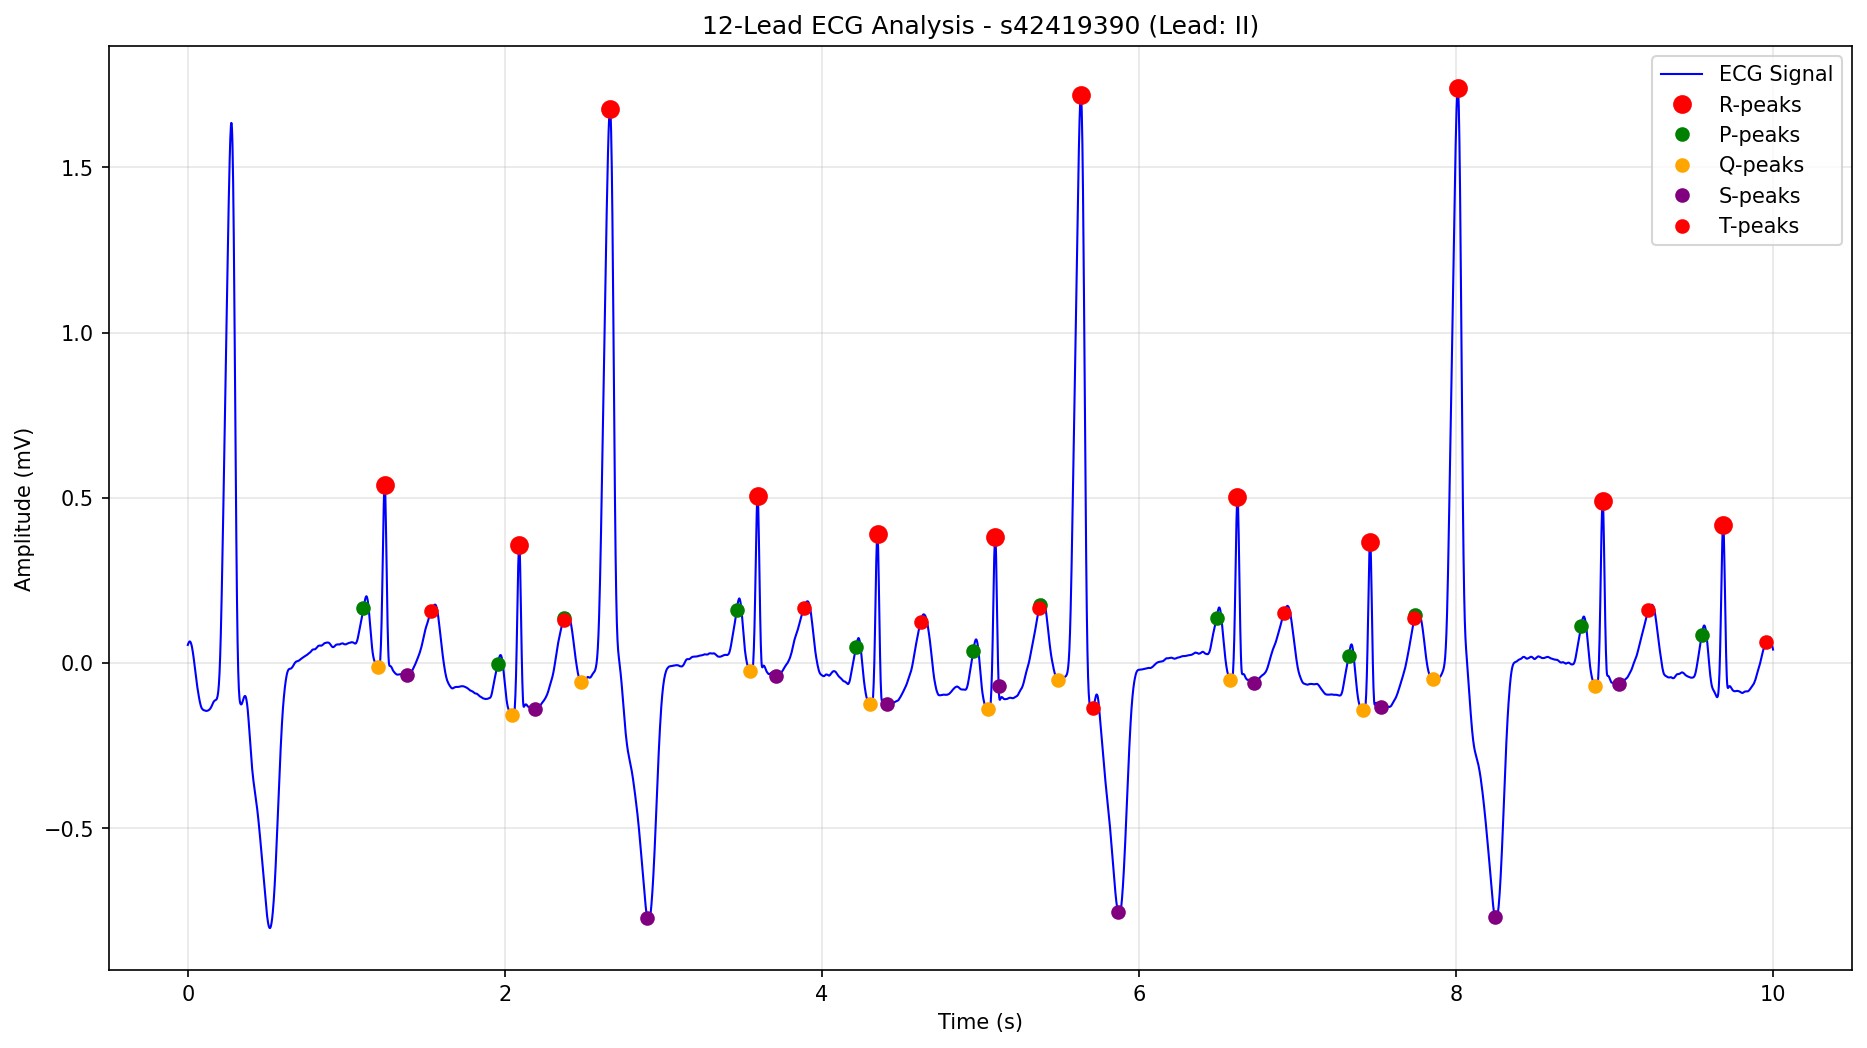 12-Lead ECG Analysis - s42419390 (Lead: II)
ECG Signal
R-peaks
P-peaks
Q-peaks
S-peaks
T-peaks
Amplitude (mV)
1.5
1.0
0.5
0.0
−0.5
0 2 4 6 8 10
Time (s)